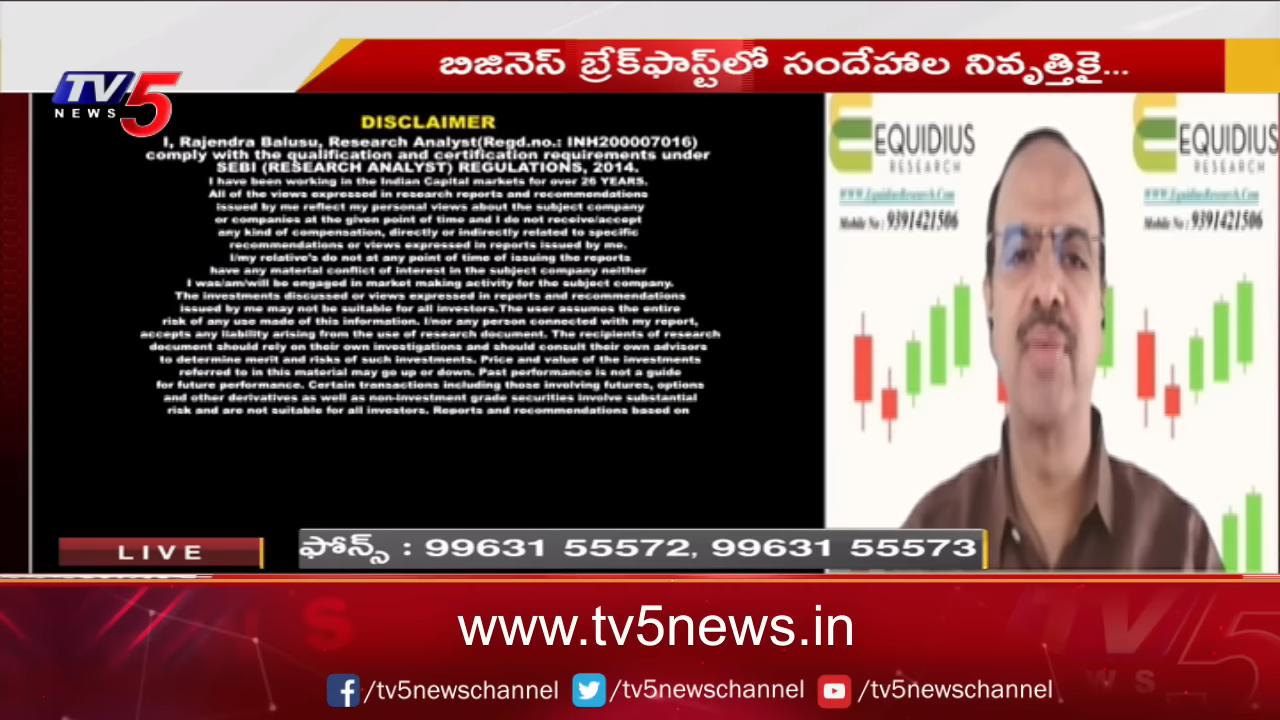 బిజినెస్ బ్రేక్‌ఫాస్ట్‌లో సందేహాల నివృత్తికై...
TV5
NEWS
DISCLAIMER
I, Rajendra Balusu, Research Analyst(Regd.no.: INH200007016)
comply with the qualification and certification requirements under
SEBI (RESEARCH ANALYST) REGULATIONS, 2014.
I have been working in the Indian Capital markets for over 26 YEARS.
All of the views expressed in research reports and recommendations
issued by me reflect my personal views about the subject company
or companies at the given point of time and I do not receive/accept
any kind of compensation, directly or indirectly related to specific
recommendations or views expressed in reports issued by me.
I/my relative's do not at any point of time of issuing the reports
have any material conflict of interest in the subject company neither
I was/am/will be engaged in market making activity for the subject company.
The investments discussed or views expressed in reports and recommendations
issued by me may not be suitable for all investors.The user assumes the entire
risk of any use made of this information. I/nor any person connected with my report,
accepts any liability arising from the use of research document. The recipients of research
document should rely on their own investigations and should consult their own advisors
to determine merit and risks of such investments. Price and value of the investments
referred to in this material may go up or down. Past performance is not a guide
for future performance. Certain transactions including those involving futures, options
and other derivatives as well as non-investment grade securities involve substantial
risk and are not suitable for all investors. Reports and recommendations based on
EQUIDIUS
RESEARCH
WWW.EquidiusResearch.Com
Mobile No : 9391421506
EQUIDIUS
RESEARCH
WWW.EquidiusResearch.Com
Mobile No : 9391421506
LIVE
ఫోన్స్ : 99631 55572, 99631 55573
www.tv5news.in
/tv5newschannel
/tv5newschannel
/tv5newschannel